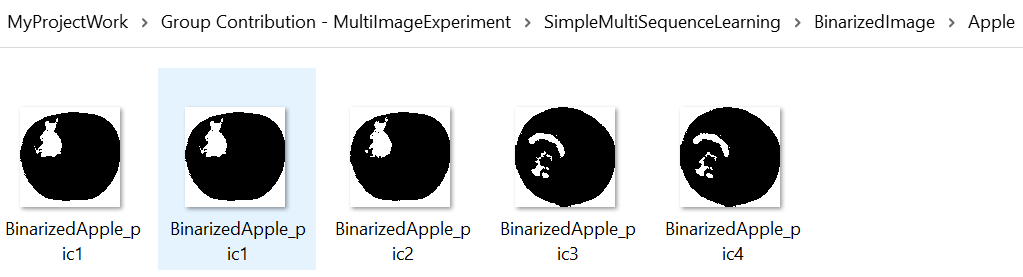 MyProjectWork > Group Contribution - MultiImageExperiment > SimpleMultiSequenceLearning > BinarizedImage > Apple
BinarizedApple_p
ic1
BinarizedApple_p
ic1
BinarizedApple_p
ic2
BinarizedApple_p
ic3
BinarizedApple_p
ic4